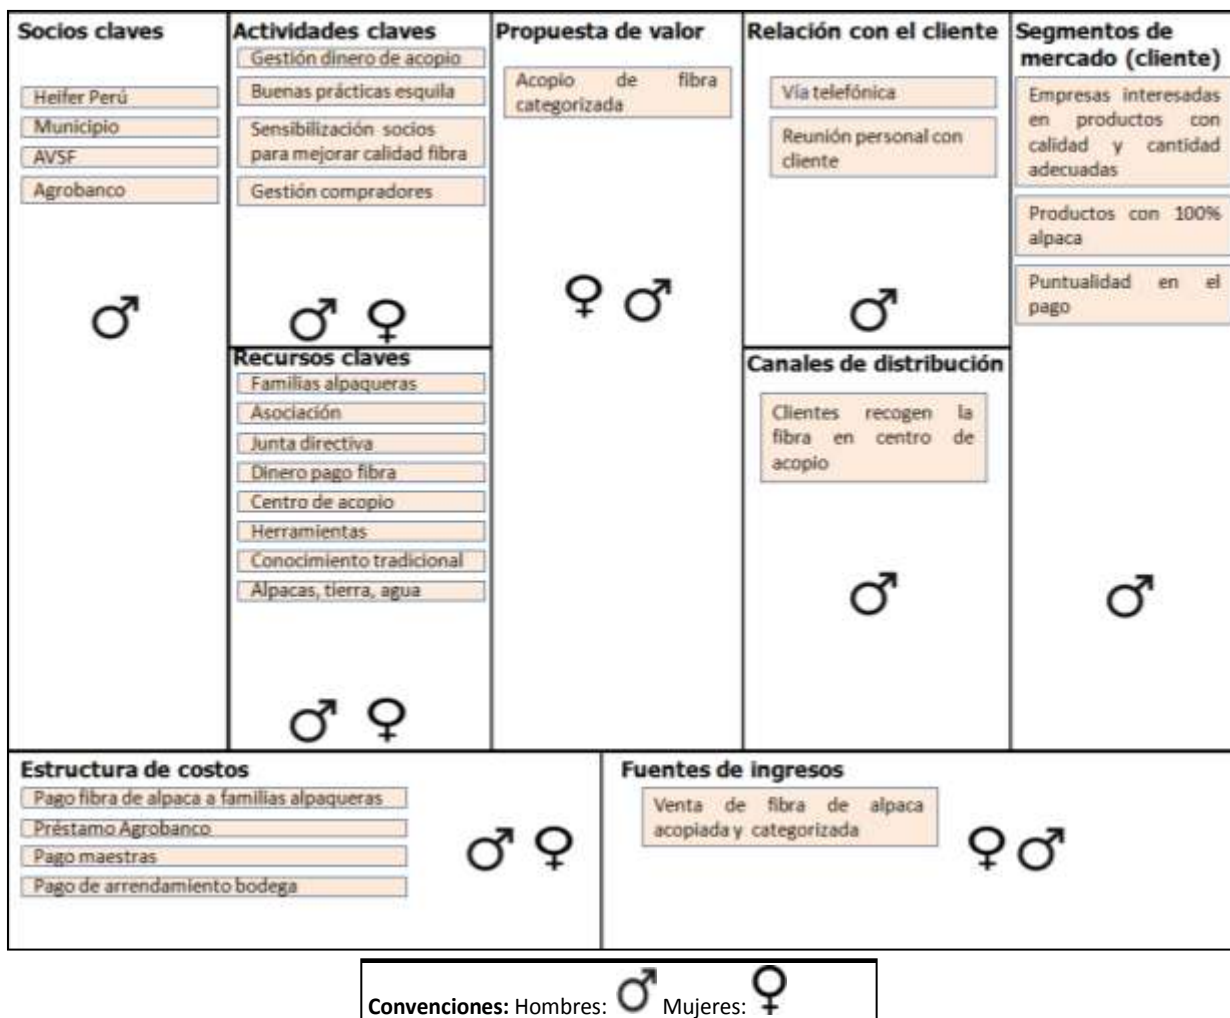 Socios claves
Heifer Perú
Municipio
AVSF
Agrobanco
Actividades claves
Gestión dinero de acopio
Buenas prácticas esquila
Sensibilización socios
para mejorar calidad fibra
Gestión compradores
Recursos claves
Familias alpaqueras
Asociación
Junta directiva
Dinero pago fibra
Centro de acopio
Herramientas
Conocimiento tradicional
Alpacas, tierra, agua
Propuesta de valor
Acopio de fibra
categorizada
Relación con el cliente
Vía telefónica
Reunión personal con
cliente
Canales de distribución
Clientes recogen la
fibra en centro de
acopio
Segmentos de
mercado (cliente)
Empresas interesadas
en productos con
calidad y cantidad
adecuadas
Productos con 100%
alpaca
Puntualidad en el
pago
Estructura de costos
Pago fibra de alpaca a familias alpaqueras
Préstamo Agrobanco
Pago maestras
Pago de arrendamiento bodega
Fuentes de ingresos
Venta de fibra de alpaca
acopiada y categorizada
Convenciones: Hombres: ♂ Mujeres: ♀